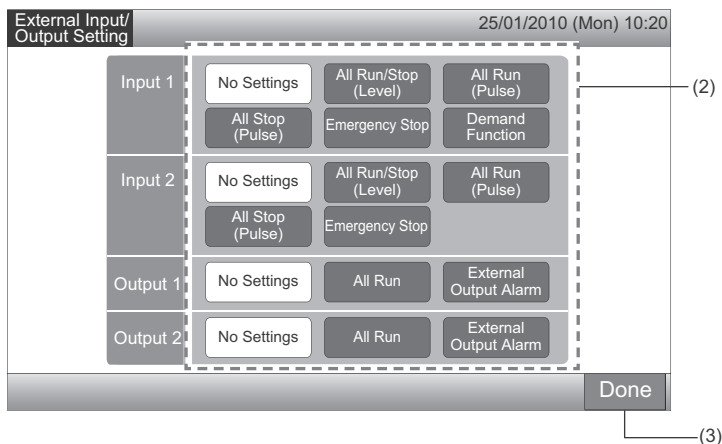 External Input/
Output Setting
25/01/2010 (Mon) 10:20
Input 1
No Settings
All Run/Stop
(Level)
All Run
(Pulse)
All Stop
(Pulse)
Emergency Stop
Demand
Function
(2)
Input 2
No Settings
All Run/Stop
(Level)
All Run
(Pulse)
All Stop
(Pulse)
Emergency Stop
Output 1
No Settings
All Run
External
Output Alarm
Output 2
No Settings
All Run
External
Output Alarm
Done
(3)